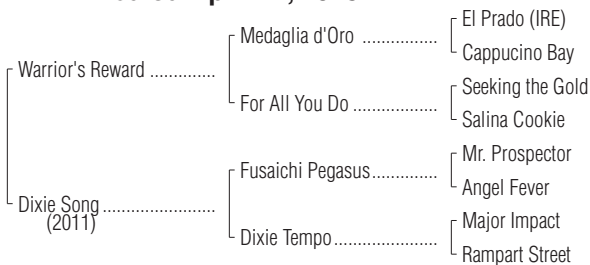 El Prado (IRE)
Medaglia d'Oro ..............
Cappucino Bay
Warrior's Reward .............
Seeking the Gold
For All You Do ..................
Salina Cookie
Mr. Prospector
Fusaichi Pegasus..............
Angel Fever
Dixie Song ......................
(2011)
Major Impact
Dixie Tempo......................
Rampart Street